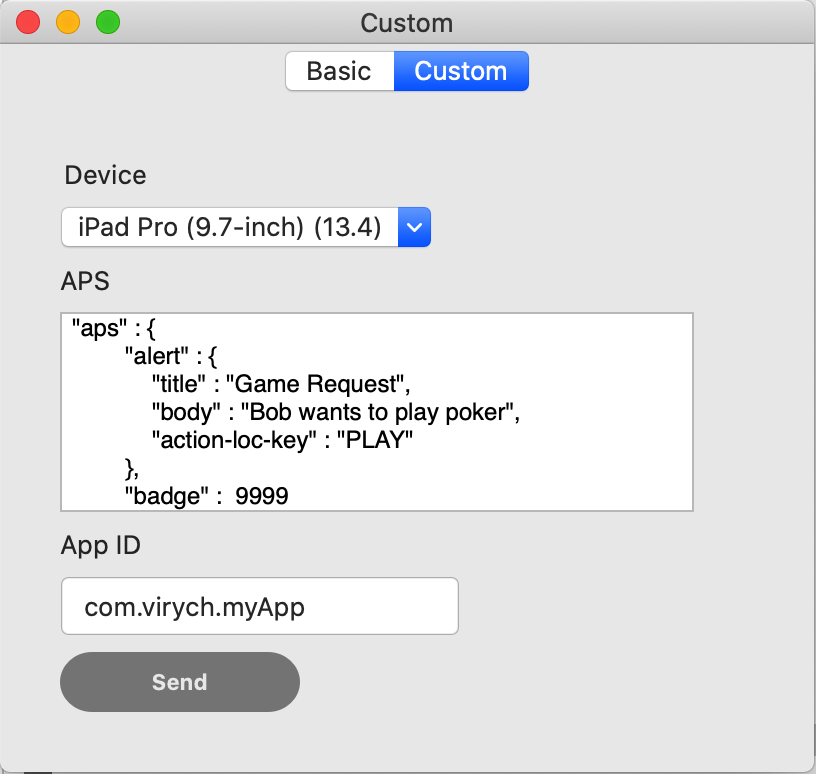 Custom
Basic Custom
Device
iPad Pro (9.7-inch) (13.4)
APS
"aps" : {
"alert" : {
"title" : "Game Request",
"body" : "Bob wants to play poker",
"action-loc-key" : "PLAY"
},
"badge" :  9999
App ID
com.virych.myApp
Send